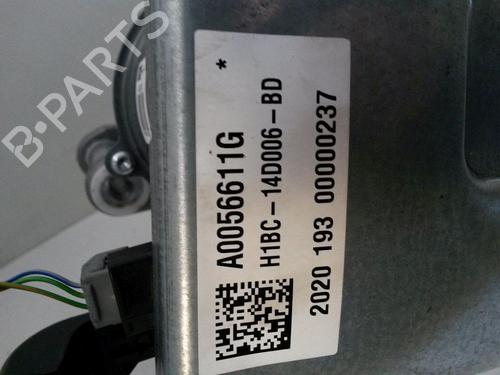 B-PARTS
*
A0056611G
H1BC-14D006-BD
2020 193 00000237